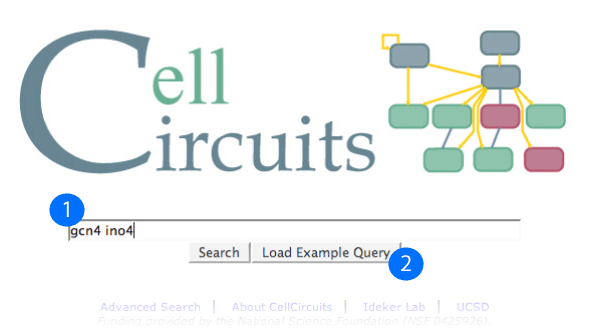 Cell
Circuits
1
gcn4 ino4
Search Load Example Query
2
Advanced Search | About CellCircuits | Ideker Lab | UCSD
Funding provided by the National Science Foundation (NSF 0425926).